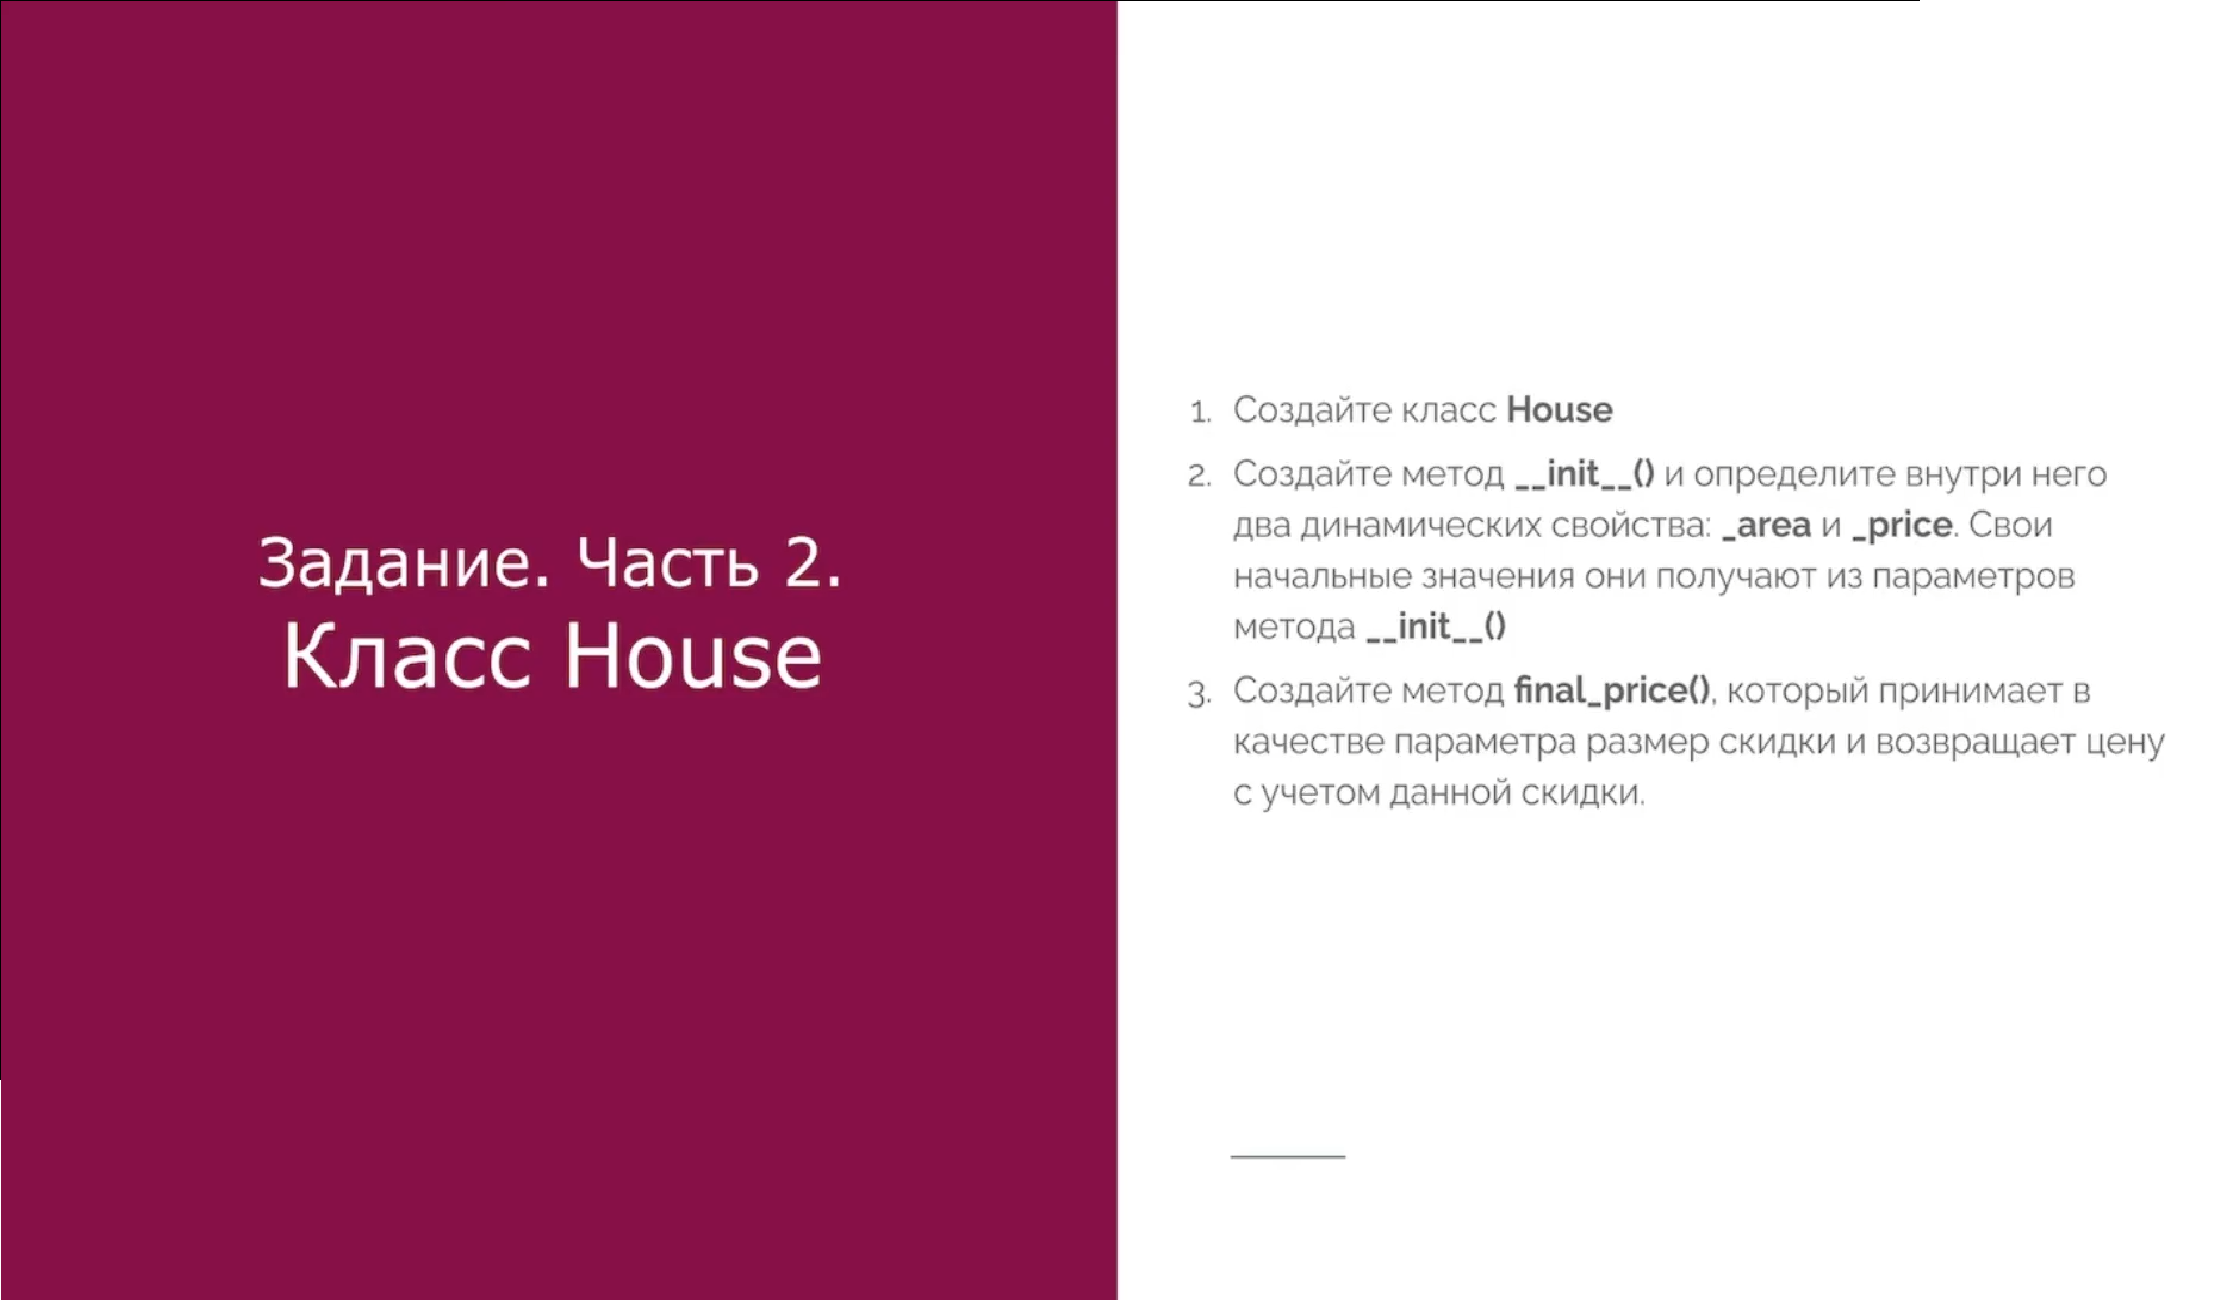 Задание. Часть 2.
Класс House
1. Создайте класс House
2. Создайте метод __init__() и определите внутри него
два динамических свойства: _area и _price. Свои
начальные значения они получают из параметров
метода __init__()
3. Создайте метод final_price(), который принимает в
качестве параметра размер скидки и возвращает цену
с учетом данной скидки.